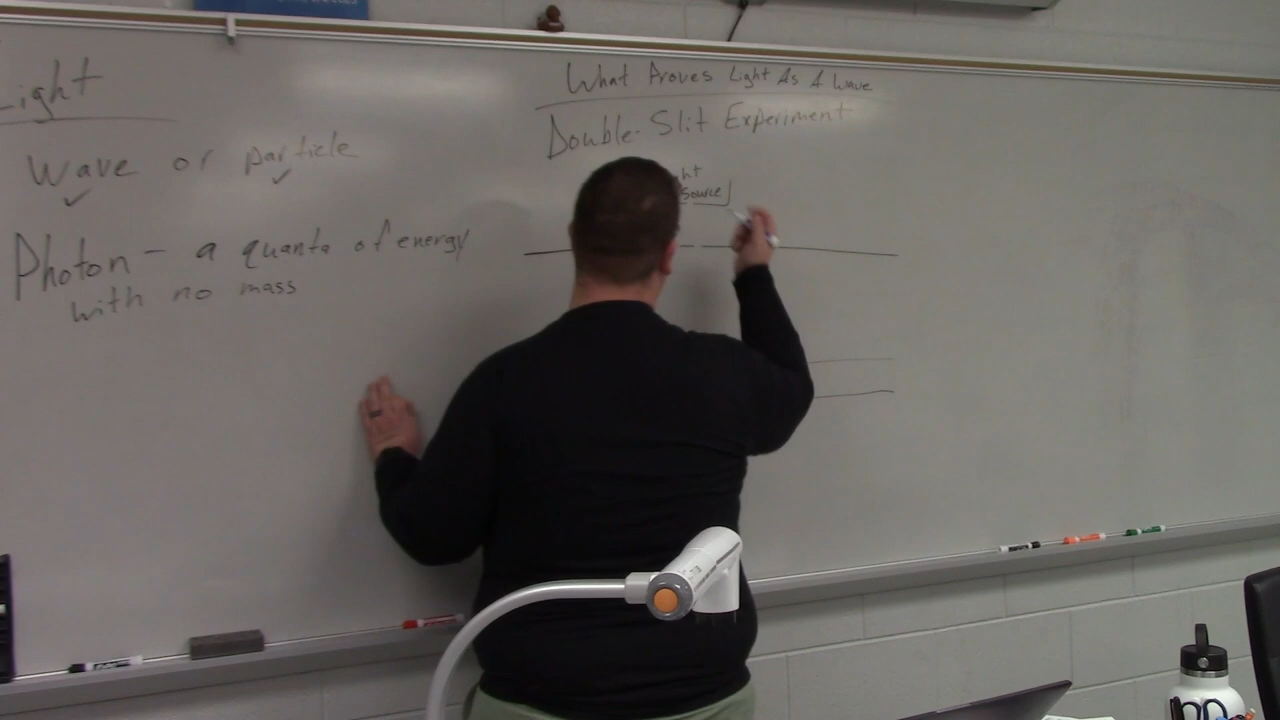 Light
Wave or particle
Photon - a quanta of energy
with no mass
What Proves Light As A Wave
Double-Slit Experiment
ht
Source